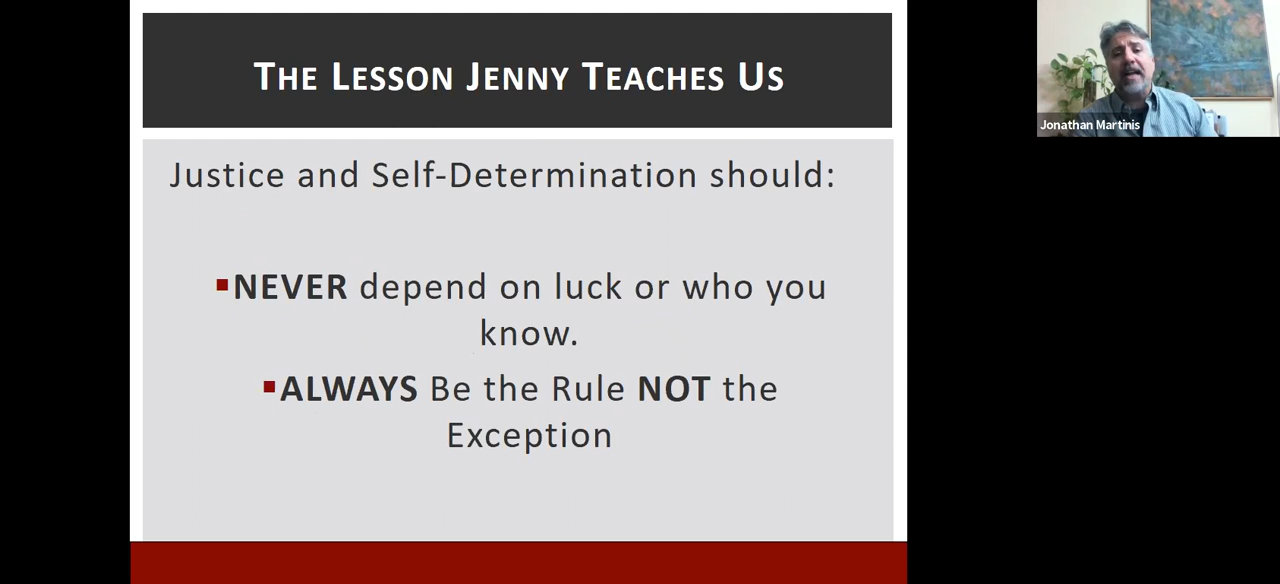 THE LESSON JENNY TEACHES US
Justice and Self-Determination should:
▪NEVER depend on luck or who you
know.
▪ALWAYS Be the Rule NOT the
Exception
Jonathan Martinis